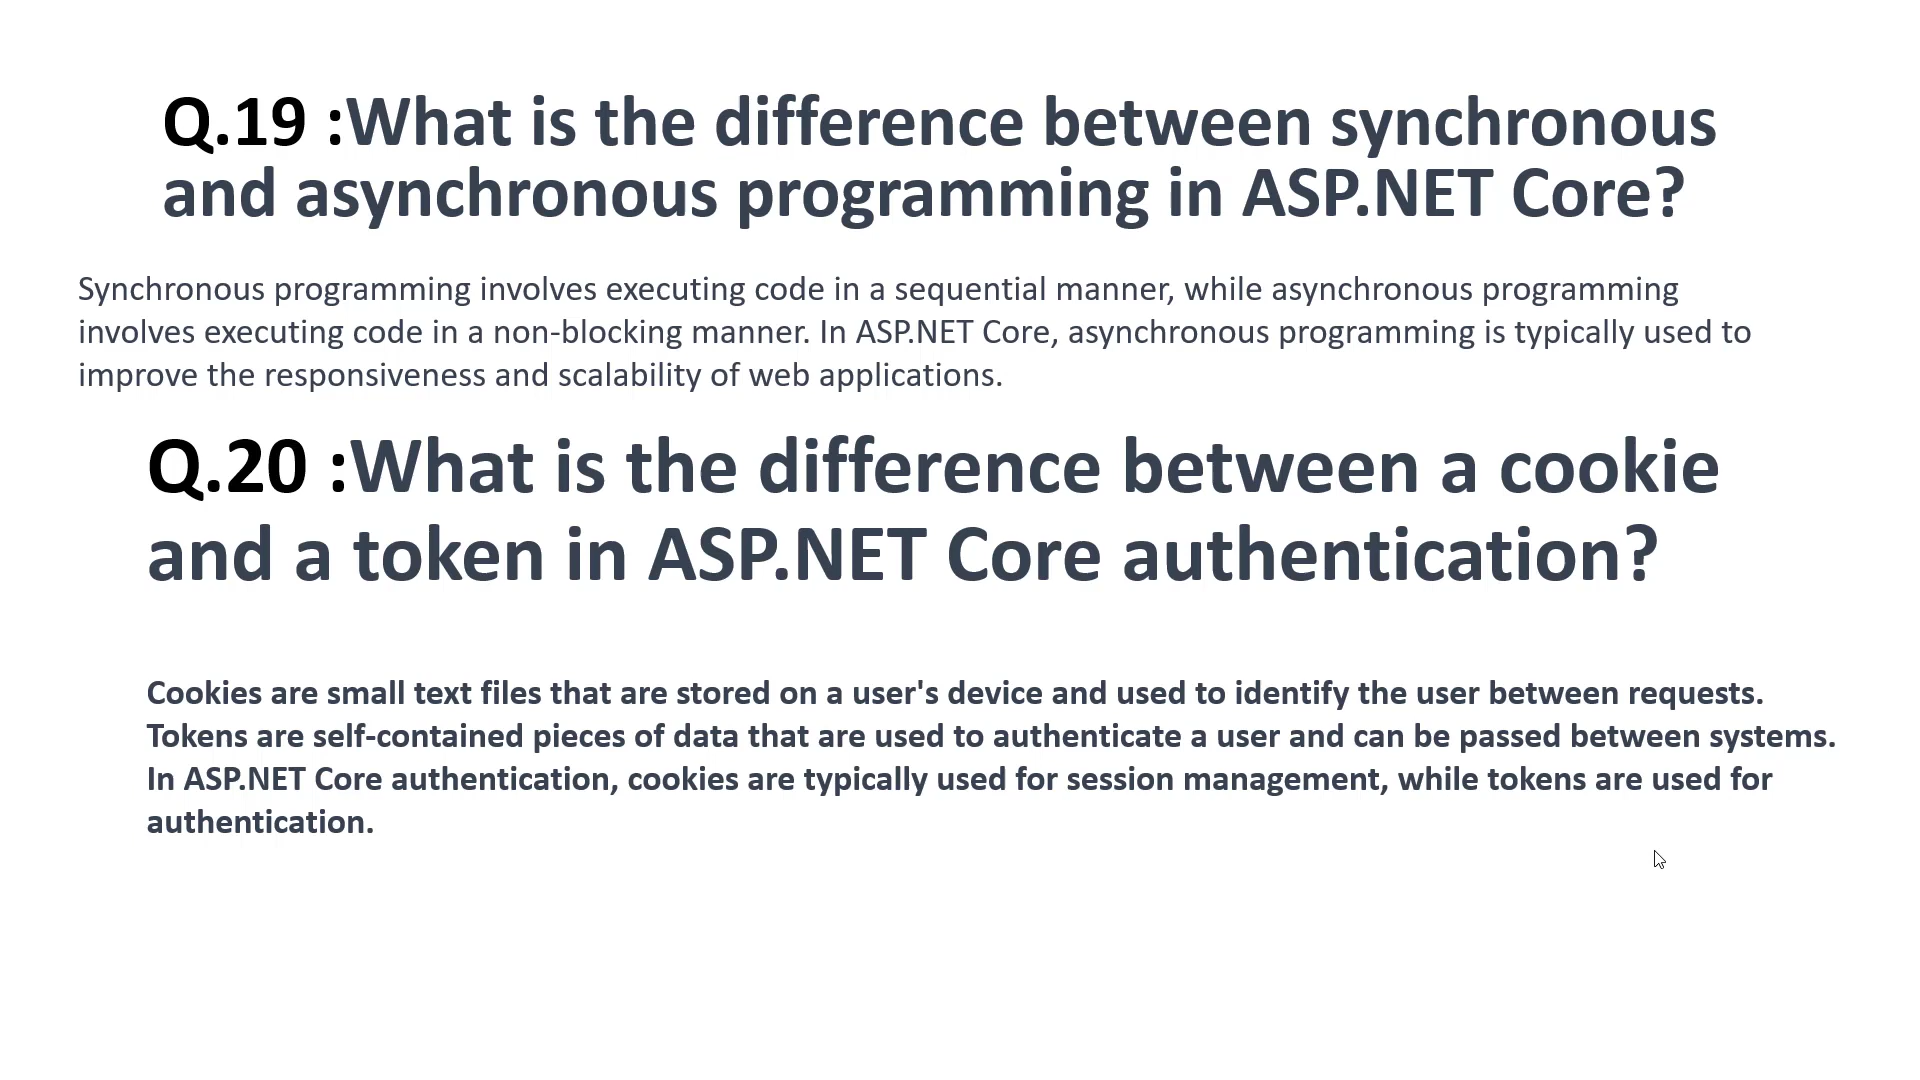 Q.19 :What is the difference between synchronous
and asynchronous programming in ASP.NET Core?
Synchronous programming involves executing code in a sequential manner, while asynchronous programming
involves executing code in a non-blocking manner. In ASP.NET Core, asynchronous programming is typically used to
improve the responsiveness and scalability of web applications.
Q.20 :What is the difference between a cookie
and a token in ASP.NET Core authentication?
Cookies are small text files that are stored on a user's device and used to identify the user between requests.
Tokens are self-contained pieces of data that are used to authenticate a user and can be passed between systems.
In ASP.NET Core authentication, cookies are typically used for session management, while tokens are used for
authentication.